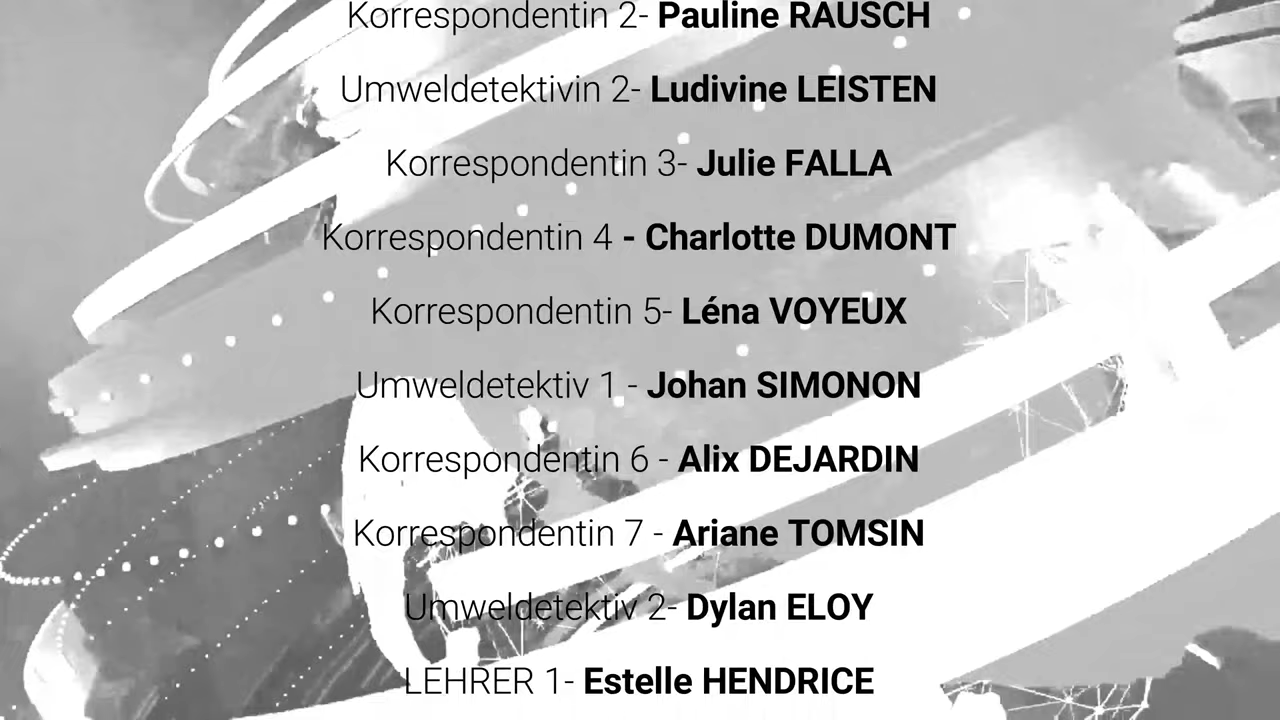 Korrespondentin 2- Pauline RAUSCH
Umweldetektivin 2- Ludivine LEISTEN
Korrespondentin 3- Julie FALLA
Korrespondentin 4 - Charlotte DUMONT
Korrespondentin 5- Léna VOYEUX
Umweldetektiv 1 - Johan SIMONON
Korrespondentin 6 - Alix DEJARDIN
Korrespondentin 7 - Ariane TOMSIN
Umweldetektiv 2- Dylan ELOY
LEHRER 1- Estelle HENDRICE